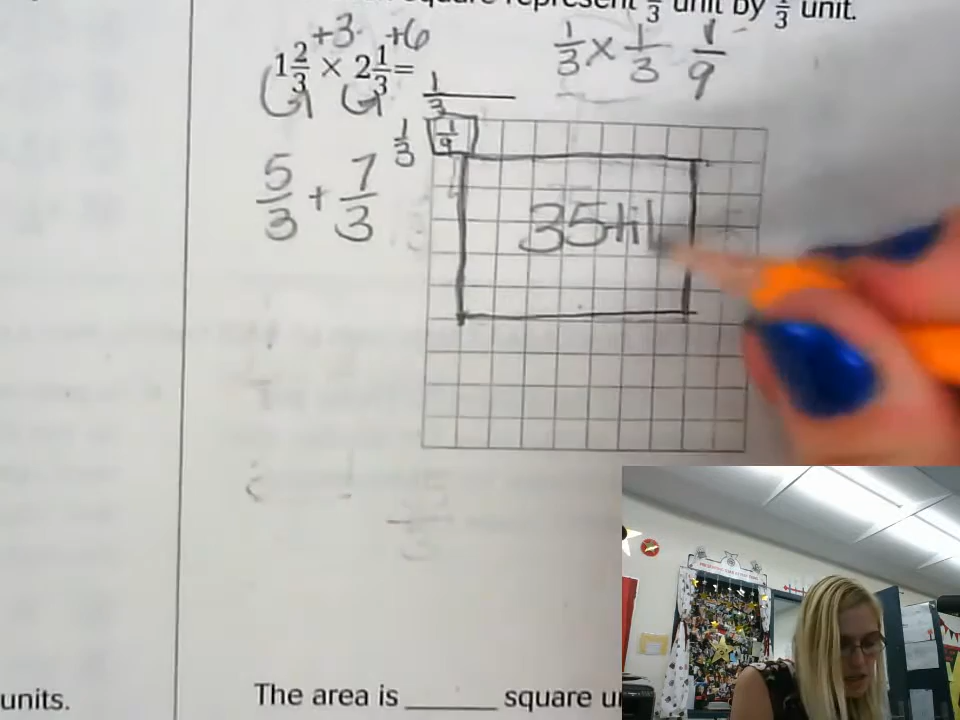 square represent 1/3 unit by 1/3 unit.
+3 +6
1 2/3 × 2 1/3 =
1/3 × 1/3 1/9
1/3
1/3 1/9
5/3 + 7/3
35til
units.
The area is ______ square u